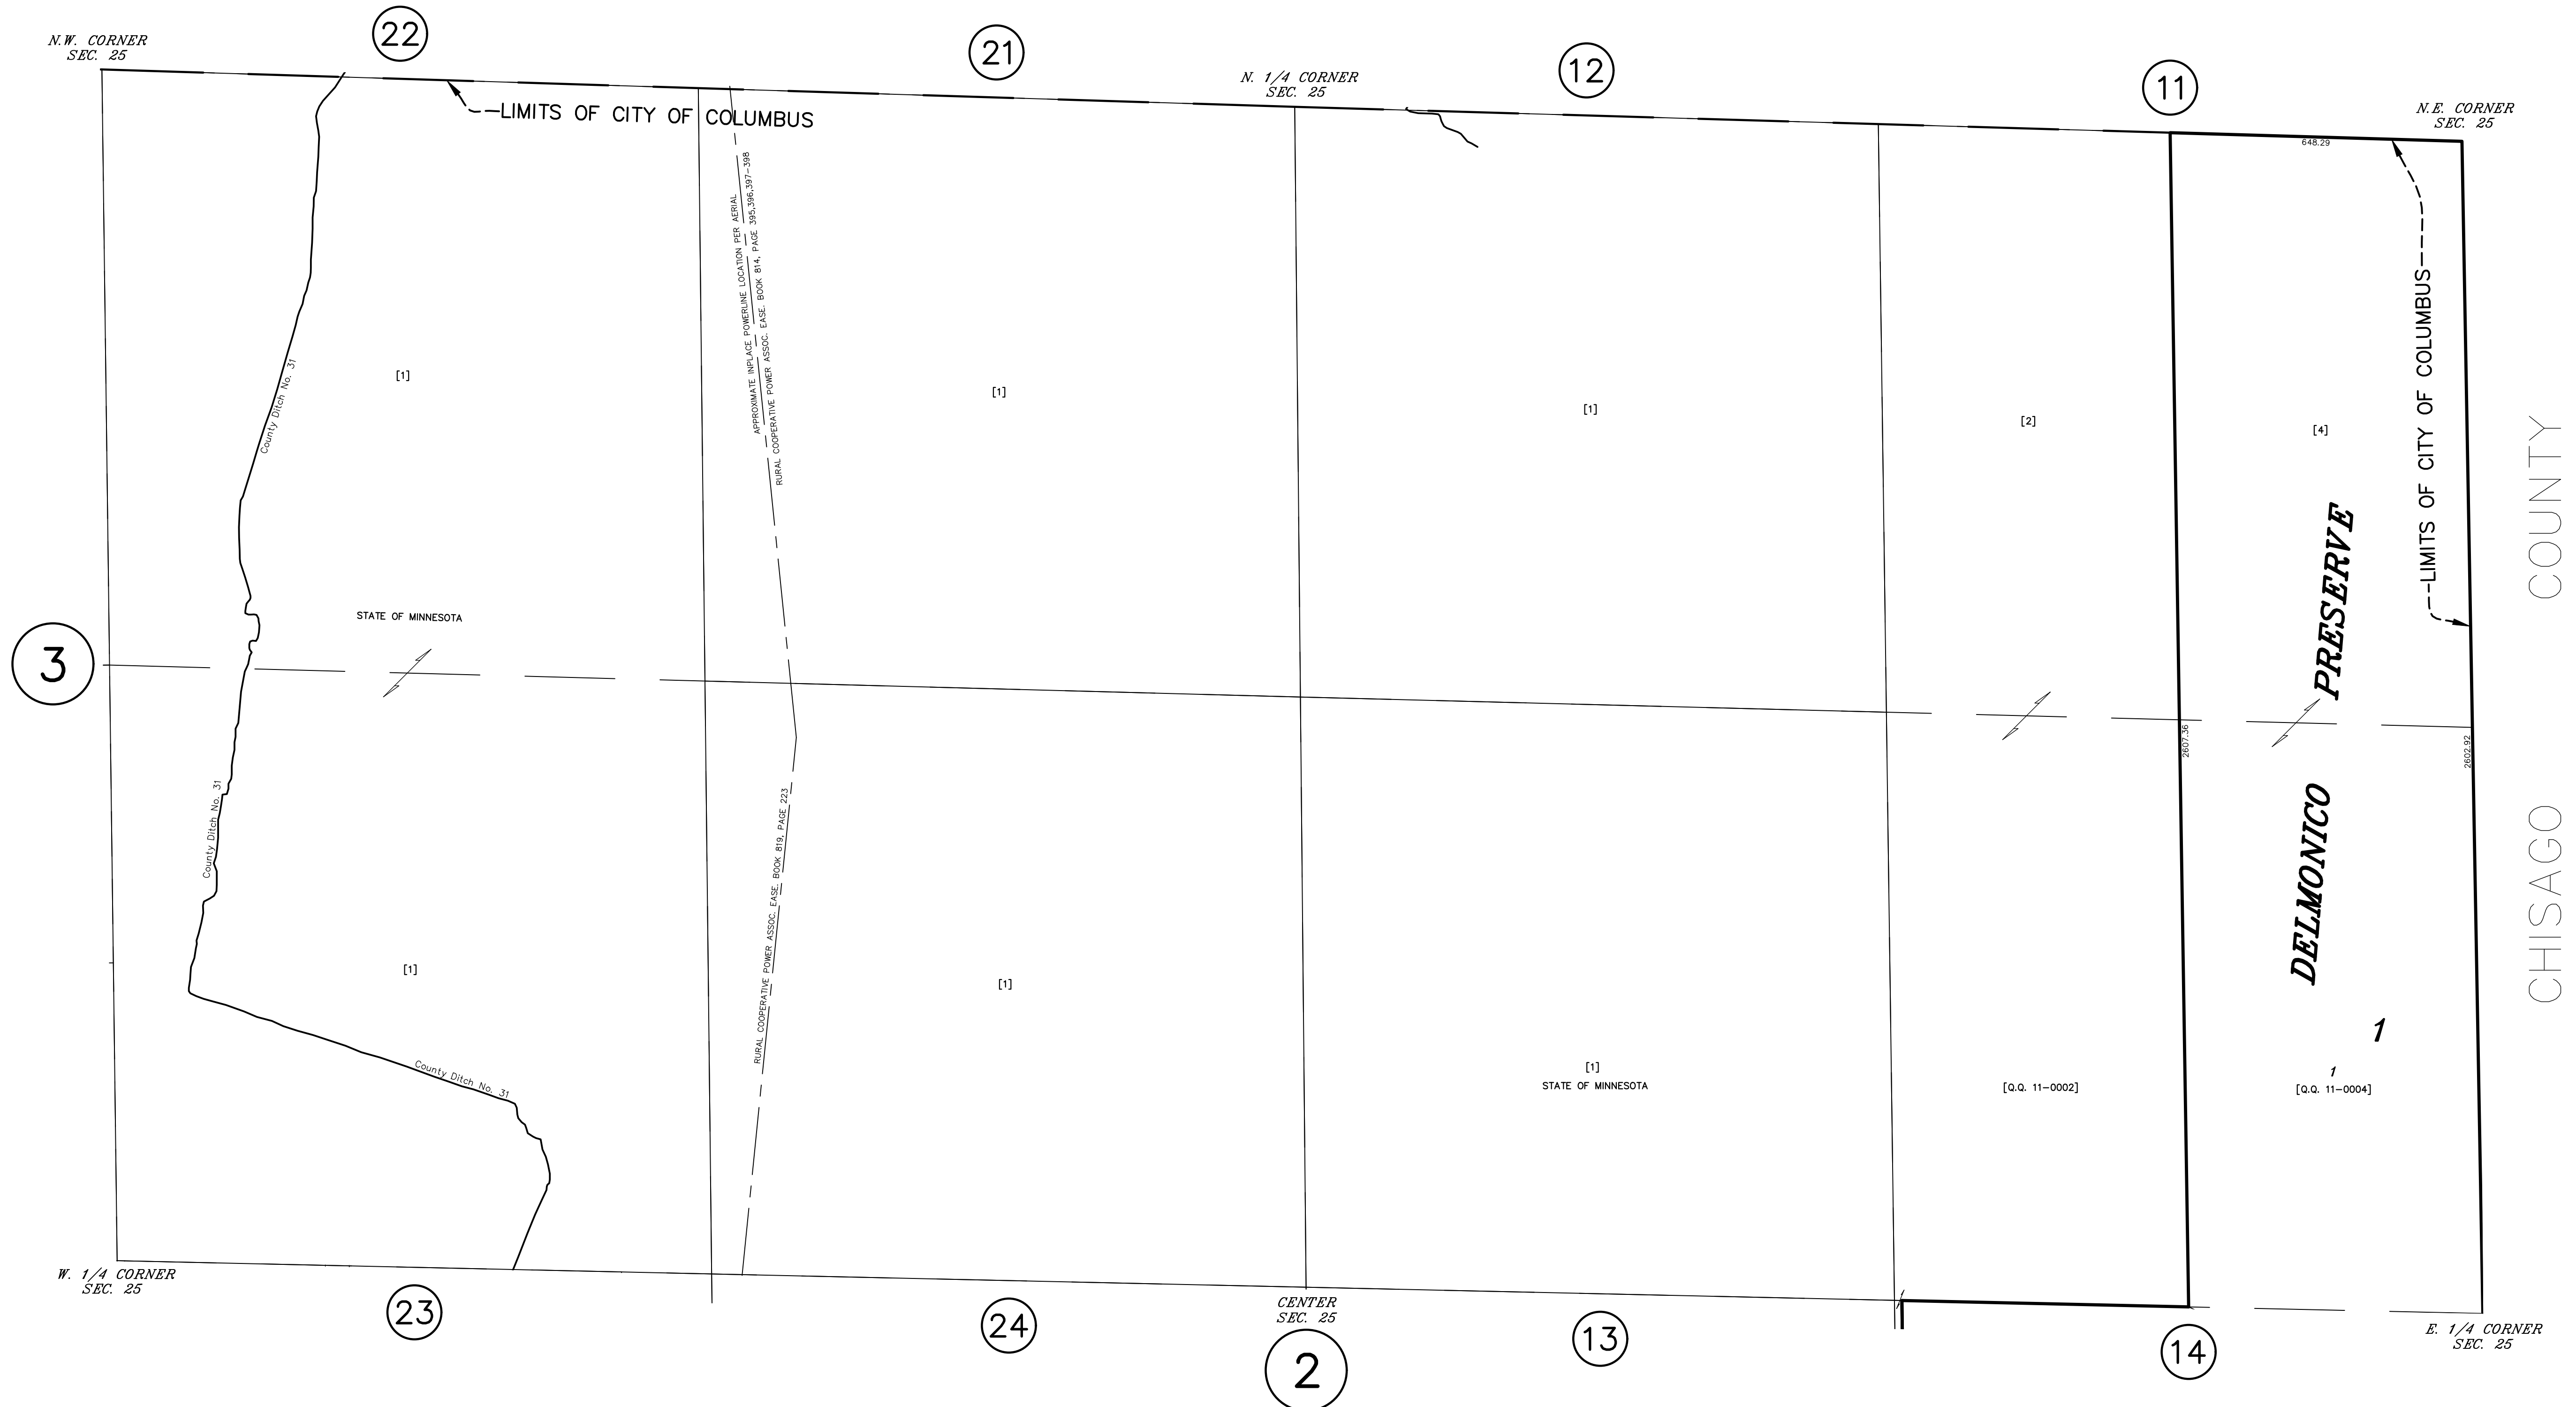 22
21
12
11
N.W. CORNER
SEC. 25
N. 1/4 CORNER
SEC. 25
N.E. CORNER
SEC. 25
LIMITS OF CITY OF COLUMBUS
648.29
APPROXIMATE INPLACE POWERLINE LOCATION PER AERIAL
RURAL COOPERATIVE POWER ASSOC. EASE. BOOK 814, PAGE 395,396,397-398
LIMITS OF CITY OF COLUMBUS
County Ditch No. 31
[1]
[1]
[1]
[2]
[4]
COUNTY
PRESERVE
STATE OF MINNESOTA
3
2607.36
2602.92
County Ditch No. 31
RURAL COOPERATIVE POWER ASSOC. EASE. BOOK 819, PAGE 223
DELMONICO
CHISAGO
[1]
[1]
1
County Ditch No. 31
[1]
STATE OF MINNESOTA
[Q.Q. 11-0002]
1
[Q.Q. 11-0004]
W. 1/4 CORNER
SEC. 25
CENTER
SEC. 25
E. 1/4 CORNER
SEC. 25
23
24
13
14
2